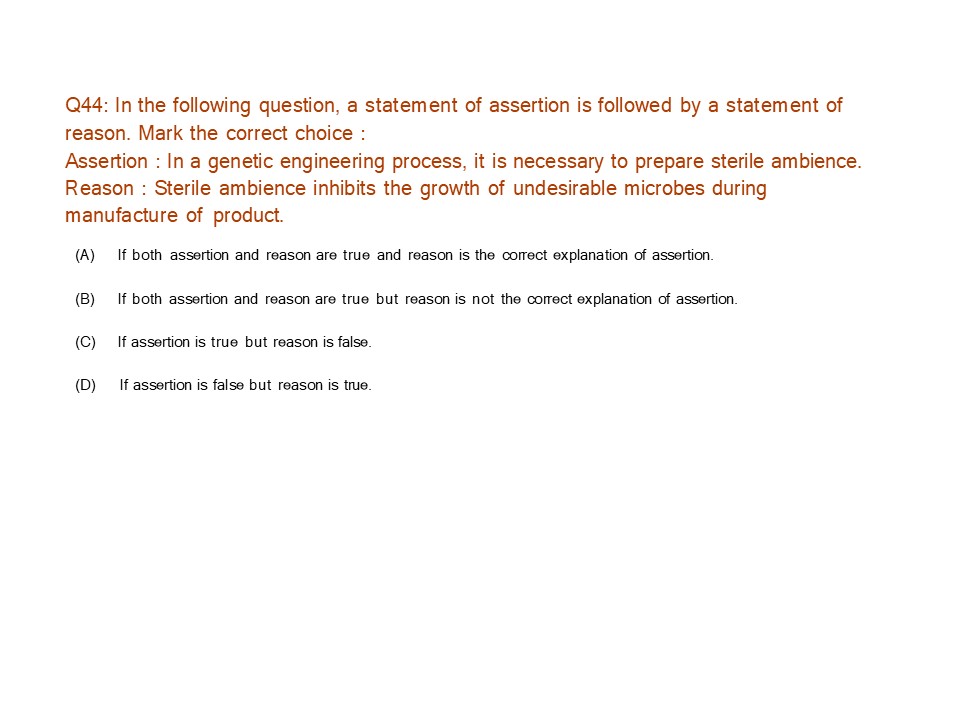 Q44: In the following question, a statement of assertion is followed by a statement of
reason. Mark the correct choice :
Assertion : In a genetic engineering process, it is necessary to prepare sterile ambience.
Reason : Sterile ambience inhibits the growth of undesirable microbes during
manufacture of product.
(A) If both assertion and reason are true and reason is the correct explanation of assertion.
(B) If both assertion and reason are true but reason is not the correct explanation of assertion.
(C) If assertion is true but reason is false.
(D) If assertion is false but reason is true.